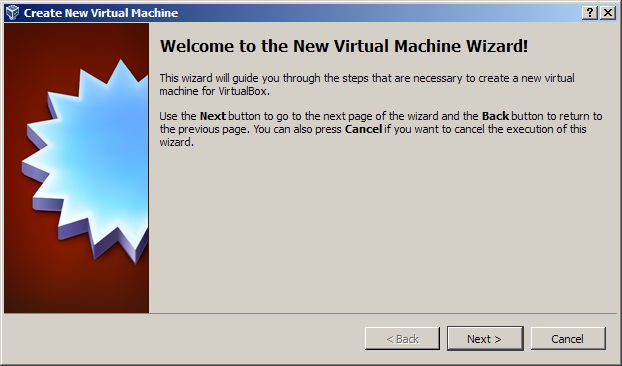 Create New Virtual Machine
Welcome to the New Virtual Machine Wizard!
This wizard will guide you through the steps that are necessary to create a new virtual
machine for VirtualBox.
Use the Next button to go to the next page of the wizard and the Back button to return to
the previous page. You can also press Cancel if you want to cancel the execution of this
wizard.
< Back
Next >
Cancel